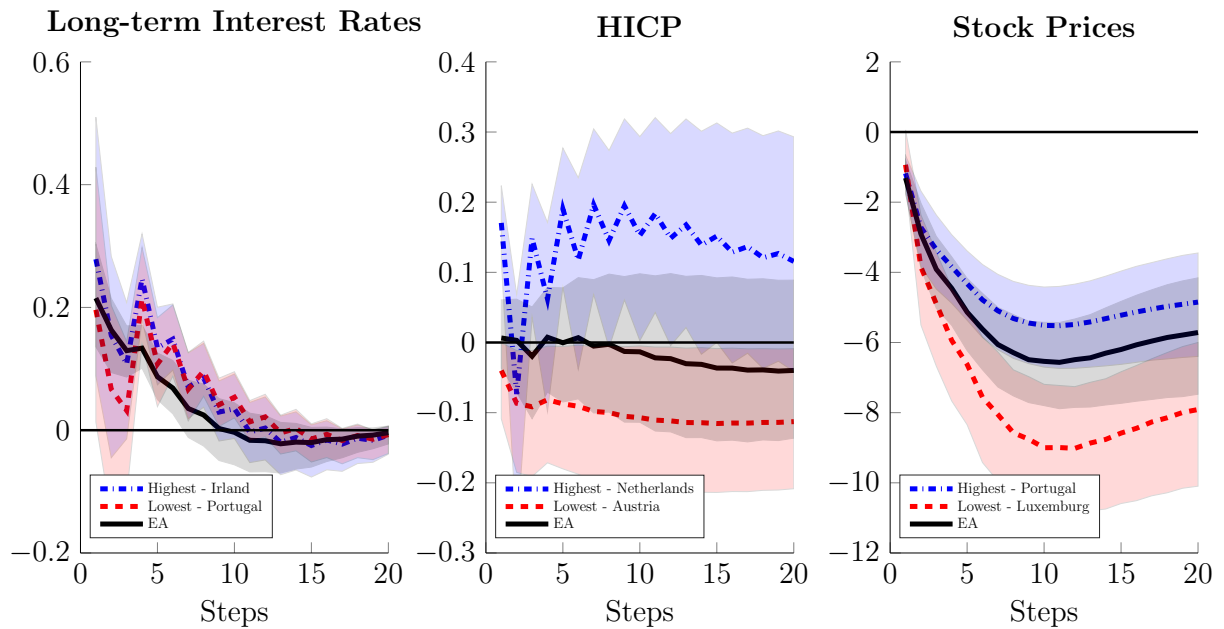 Long-term Interest Rates
0.6
0.4
0.2
0
−0.2
0
5
10
15
20
Steps
Highest - Irland
Lowest - Portugal
EA
HICP
0.4
0.3
0.2
0.1
0
−0.1
−0.2
−0.3
0
5
10
15
20
Steps
Highest - Netherlands
Lowest - Austria
EA
Stock Prices
2
0
−2
−4
−6
−8
−10
−12
0
5
10
15
20
Steps
Highest - Portugal
Lowest - Luxemburg
EA